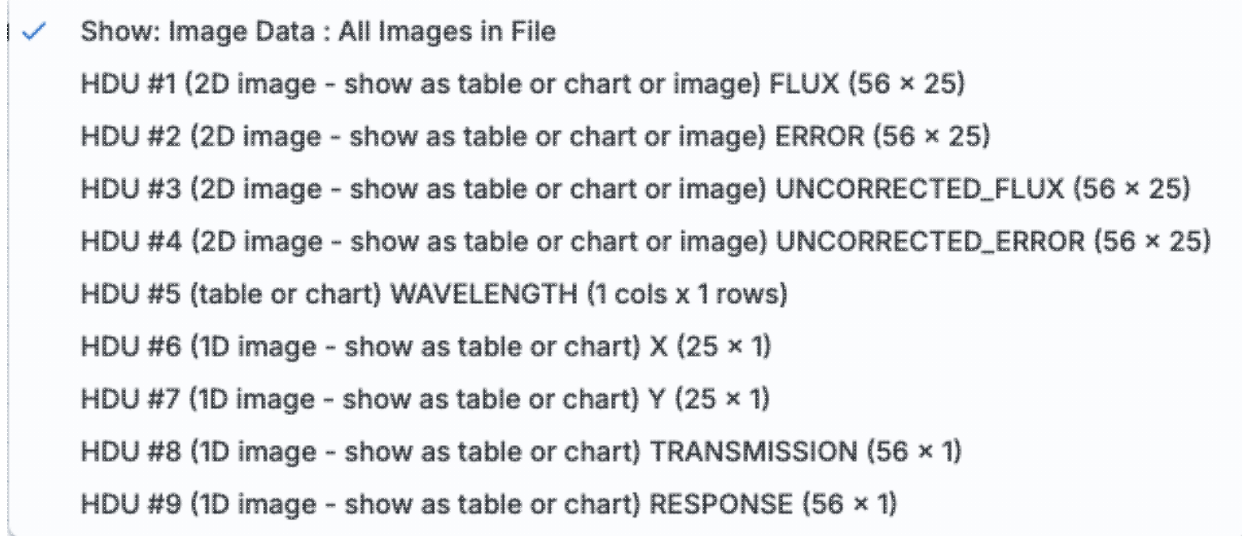 Show: Image Data : All Images in File
HDU #1 (2D image - show as table or chart or image) FLUX (56 × 25)
HDU #2 (2D image - show as table or chart or image) ERROR (56 × 25)
HDU #3 (2D image - show as table or chart or image) UNCORRECTED_FLUX (56 × 25)
HDU #4 (2D image - show as table or chart or image) UNCORRECTED_ERROR (56 × 25)
HDU #5 (table or chart) WAVELENGTH (1 cols x 1 rows)
HDU #6 (1D image - show as table or chart) X (25 × 1)
HDU #7 (1D image - show as table or chart) Y (25 × 1)
HDU #8 (1D image - show as table or chart) TRANSMISSION (56 × 1)
HDU #9 (1D image - show as table or chart) RESPONSE (56 × 1)